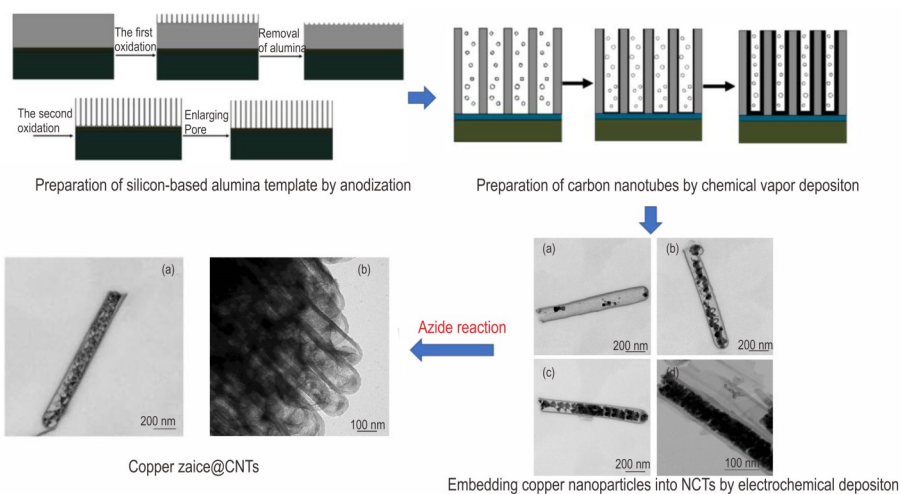 The first
oxidation
Removal
of alumina
The second
oxidation
Enlarging
Pore
Preparation of silicon-based alumina template by anodization
Preparation of carbon nanotubes by chemical vapor depositon
(a)
200 nm
(b)
100 nm
Copper zaice@CNTs
Azide reaction
(a)
200 nm
(b)
200 nm
(c)
200 nm
(d)
100 nm
Embedding copper nanoparticles into NCTs by electrochemical depositon